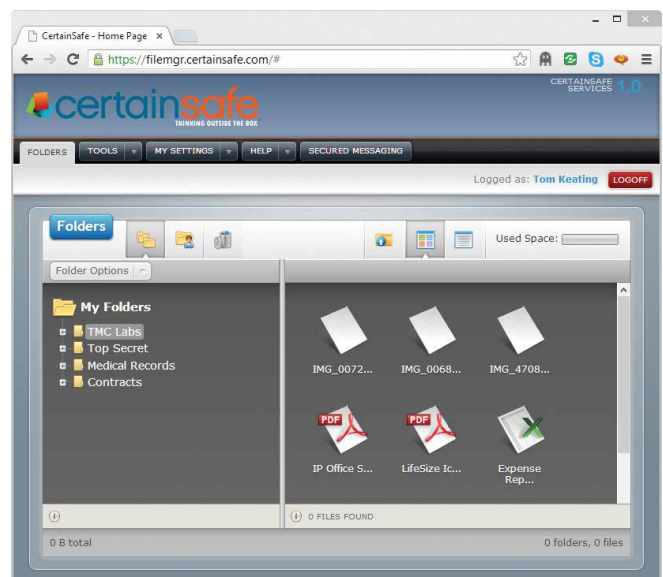 CertainSafe - Home Page
https://filemgr.certainsafe.com/#
certainsafe
THINKING OUTSIDE THE BOX
CERTAINSAFE
SERVICES 1.0
FOLDERS TOOLS MY SETTINGS HELP SECURED MESSAGING
Logged as: Tom Keating LOGOFF
Folders
Used Space:
Folder Options
My Folders
TMC Labs
Top Secret
Medical Records
Contracts
IMG_0072... IMG_0068... IMG_4708...
PDF PDF
IP Office S... LifeSize Ic... Expense
Rep...
0 FILES FOUND
0 B total 0 folders, 0 files